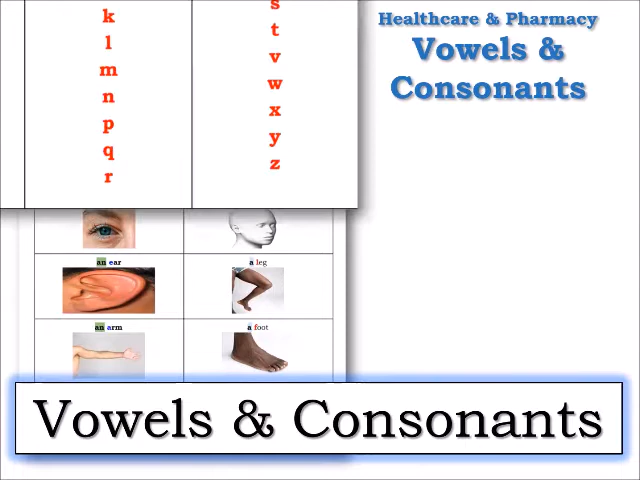 k
l
m
n
p
q
r
s
t
v
w
x
y
z
Healthcare & Pharmacy
Vowels &
Consonants
an ear
a leg
an arm
a foot
Vowels & Consonants